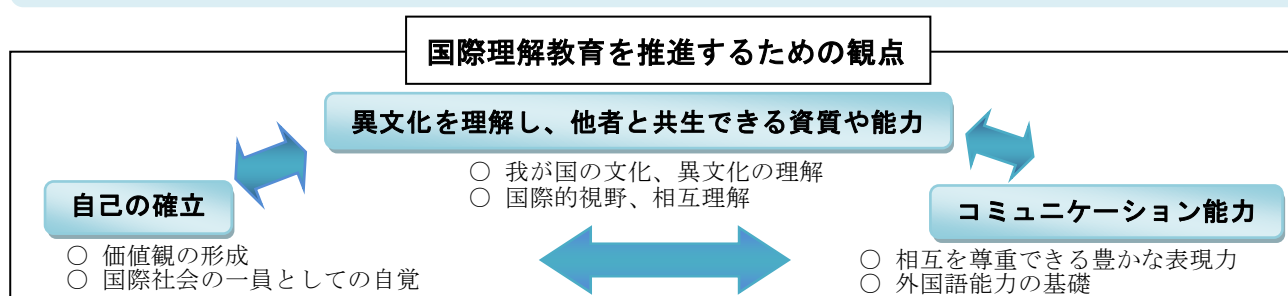 国際理解教育を推進するための観点
異文化を理解し、他者と共生できる資質や能力
○ 我が国の文化、異文化の理解
○ 国際的視野、相互理解
自己の確立
○ 価値観の形成
○ 国際社会の一員としての自覚
コミュニケーション能力
○ 相互を尊重できる豊かな表現力
○ 外国語能力の基礎